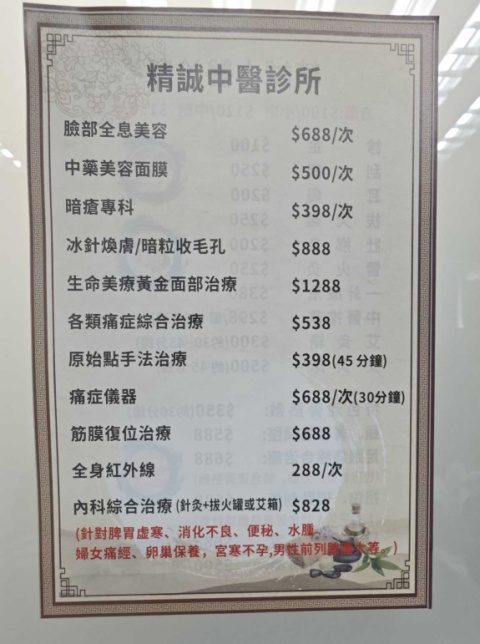 精誠中醫診所
臉部全息美容 $688/次
中藥美容面膜 $500/次
暗瘡專科 $398/次
冰針煥膚/暗粒收毛孔 $888
生命美療黃金面部治療 $1288
各類痛症綜合治療 $538
原始點手法治療 $398(45分鐘)
痛症儀器 $688/次(30分鐘)
筋膜復位治療 $688
全身紅外線 288/次
內科綜合治療(針灸+拔火罐或艾箱) $828
(針對脾胃虛寒、消化不良、便秘、水腫
婦女痛經、卵巢保養，宮寒不孕,男性前列腺 等。)